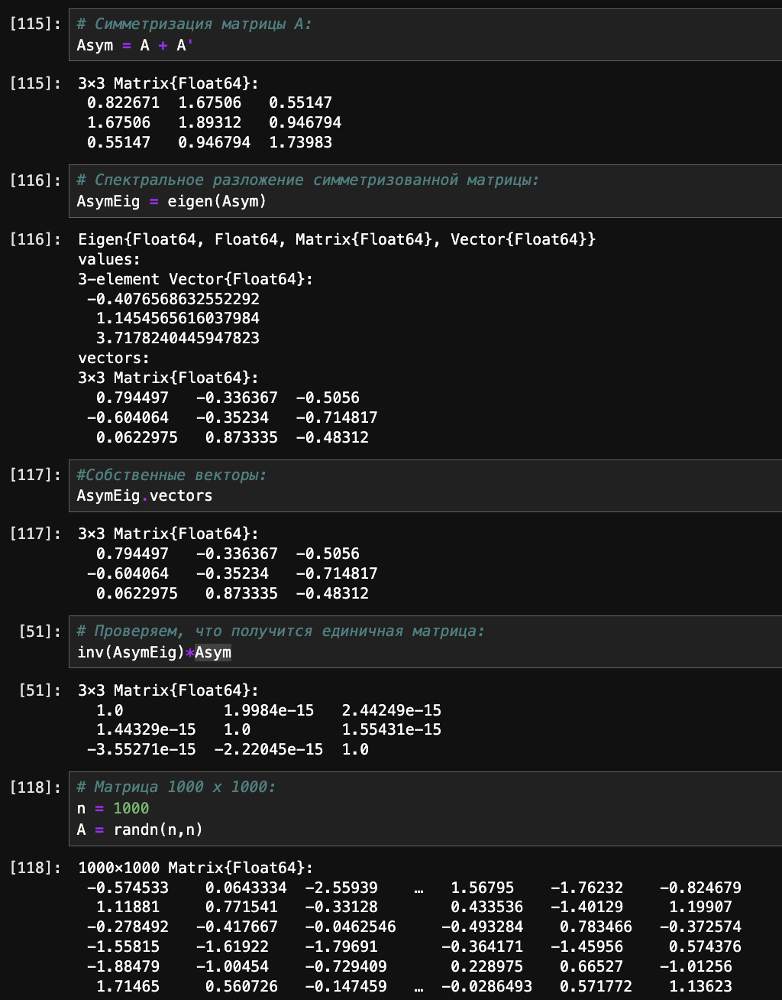 [115]: # Симметризация матрицы A:
Asym = A + A'
[115]: 3×3 Matrix{Float64}:
0.822671 1.67506 0.55147
1.67506 1.89312 0.946794
0.55147 0.946794 1.73983
[116]: # Спектральное разложение симметризованной матрицы:
AsymEig = eigen(Asym)
[116]: Eigen{Float64, Float64, Matrix{Float64}, Vector{Float64}}
values:
3-element Vector{Float64}:
-0.4076568632552292
1.1454565616037984
3.7178240445947823
vectors:
3×3 Matrix{Float64}:
0.794497 -0.336367 -0.5056
-0.604064 -0.35234 -0.714817
0.0622975 0.873335 -0.48312
[117]: #Собственные векторы:
AsymEig.vectors
[117]: 3×3 Matrix{Float64}:
0.794497 -0.336367 -0.5056
-0.604064 -0.35234 -0.714817
0.0622975 0.873335 -0.48312
[51]: # Проверяем, что получится единичная матрица:
inv(AsymEig)*Asym
[51]: 3×3 Matrix{Float64}:
1.0 1.9984e-15 2.44249e-15
1.44329e-15 1.0 1.55431e-15
-3.55271e-15 -2.22045e-15 1.0
[118]: # Матрица 1000 x 1000:
n = 1000
A = randn(n,n)
[118]: 1000×1000 Matrix{Float64}:
-0.574533 0.0643334 -2.55939 … 1.56795 -1.76232 -0.824679
1.11881 0.771541 -0.33128 0.433536 -1.40129 1.19907
-0.278492 -0.417667 -0.0462546 -0.493284 0.783466 -0.372574
-1.55815 -1.61922 -1.79691 -0.364171 -1.45956 0.574376
-1.88479 -1.00454 -0.729409 0.228975 0.66527 -1.01256
1.71465 0.560726 -0.147459 … -0.0286493 0.571772 1.13623